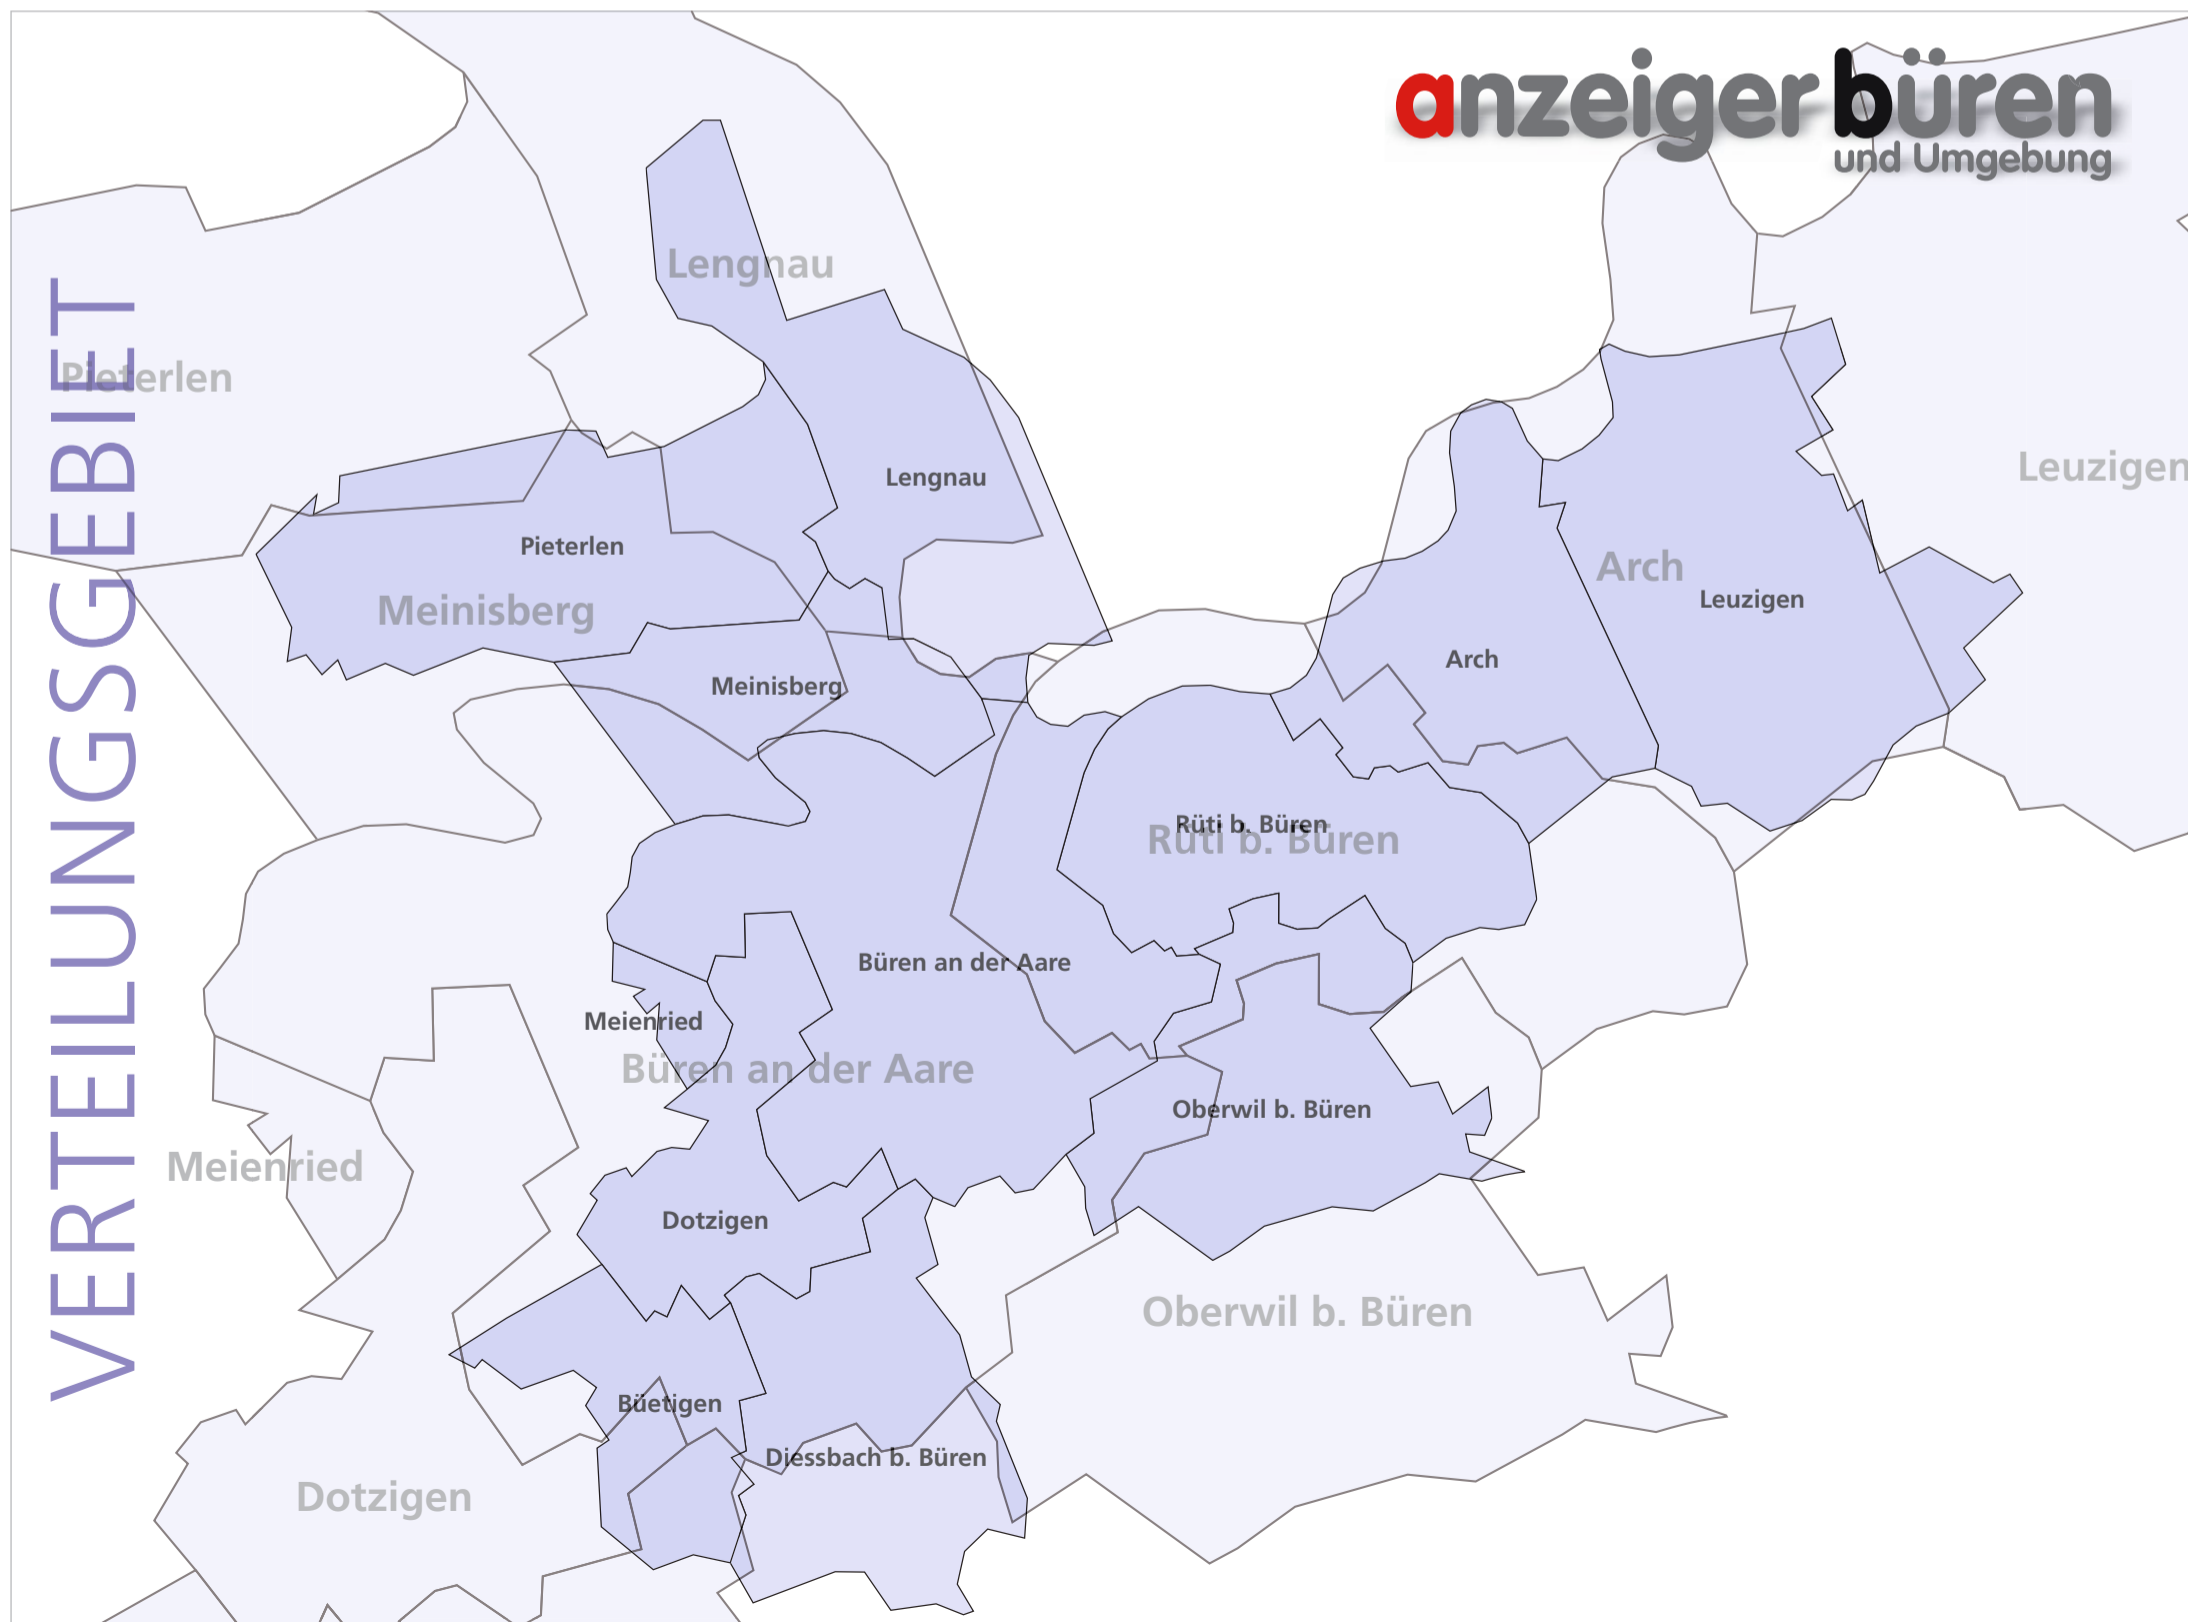 anzeiger büren
und Umgebung
VERTEILUNGSGEBIET
Lengnau
Pieterlen
Leuzigen
Lengnau
Pieterlen
Arch
Leuzigen
Meinisberg
Arch
Meinisberg
Rüti b. Büren
Rüti b. Büren
Büren an der Aare
Meienried
Büren an der Aare
Oberwil b. Büren
Meienried
Dotzigen
Oberwil b. Büren
Büetigen
Diessbach b. Büren
Dotzigen